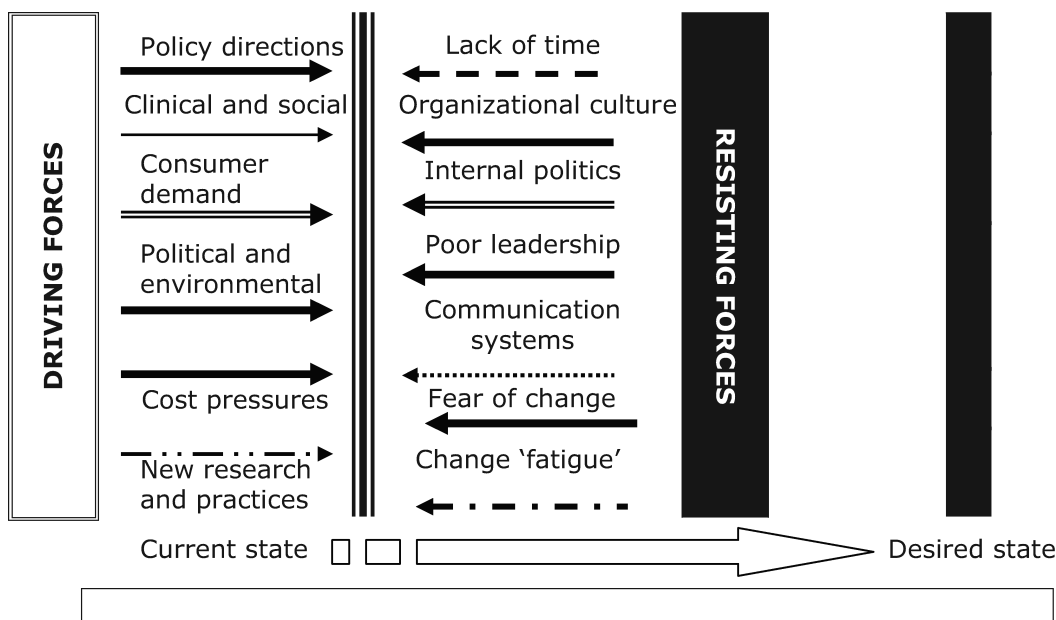 DRIVING FORCES
Policy directions
Clinical and social
Consumer
demand
Political and
environmental
Cost pressures
New research
and practices
Lack of time
Organizational culture
Internal politics
Poor leadership
Communication
systems
Fear of change
Change ‘fatigue’
RESISTING FORCES
Current state
Desired state